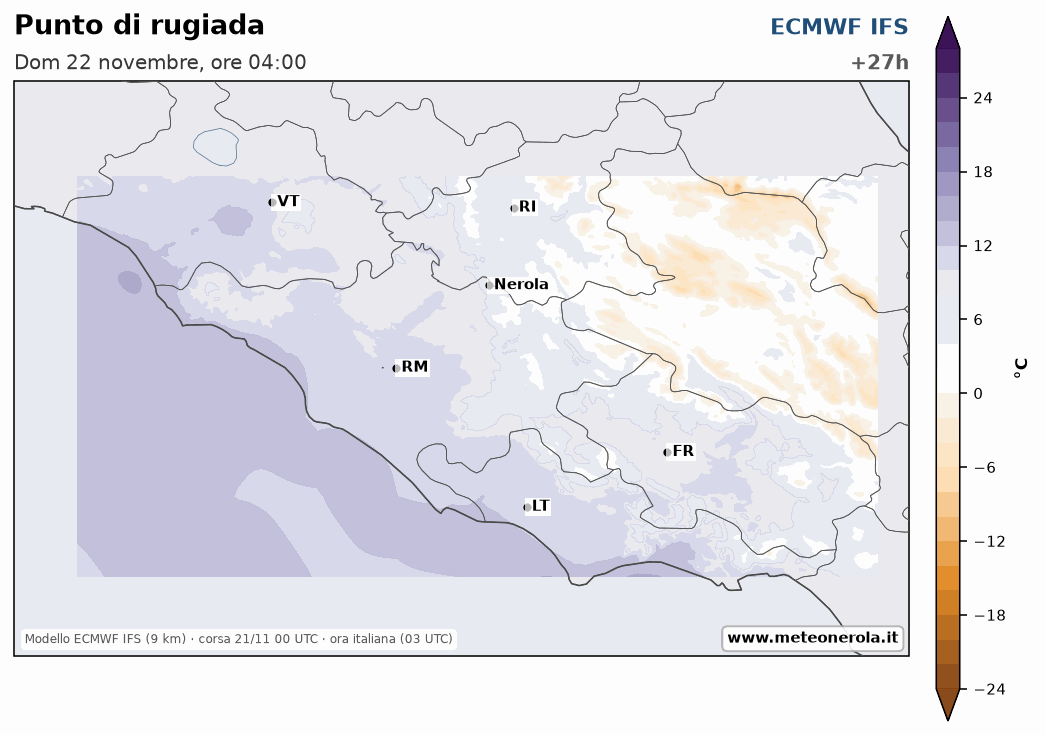 Punto di rugiada
ECMWF IFS
Dom 22 novembre, ore 04:00
+27h
VT
RI
Nerola
RM
FR
LT
24
18
12
6
0
−6
−12
−18
−24
°C
Modello ECMWF IFS (9 km) · corsa 21/11 00 UTC · ora italiana (03 UTC)
www.meteonerola.it